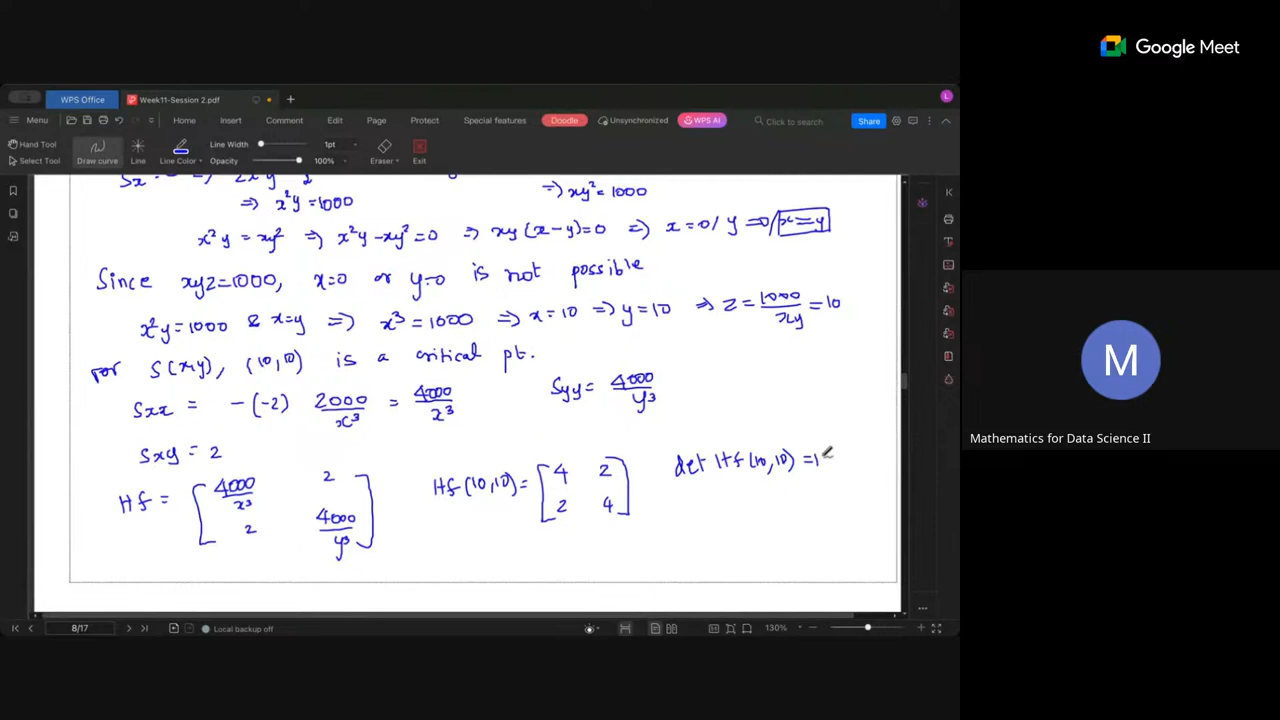 Google Meet
WPS Office Week11-Session 2.pdf L
Menu Home Insert Comment Edit Page Protect Special features Doodle Unsynchronized WPS AI Tools Click to search Share
Hand Tool Select Tool Draw curve Line Line Color Line Width 1pt Opacity 100% Eraser Exit
⇒ x²y = 1000 ⇒ xy² = 1000
x²y = xy² ⇒ x²y - xy² = 0 ⇒ xy(x-y)=0 ⇒ x=0 / y=0 / x=y
Since xyz=1000, x=0 or y=0 is not possible
x²y = 1000 & x=y ⇒ x³ = 1000 ⇒ x=10 ⇒ y=10 ⇒ z = 1000/xy = 10
For S(x,y), (10,10) is a critical pt.
Sxx = -(-2) 2000/x³ = 4000/x³ Syy = 4000/y³
Sxy = 2
Hf = [4000/x³ 2 2 4000/y³] Hf(10,10) = [4 2 2 4] det Hf(10,10) = 1
8/17 Local backup off 130%
M
Mathematics for Data Science II